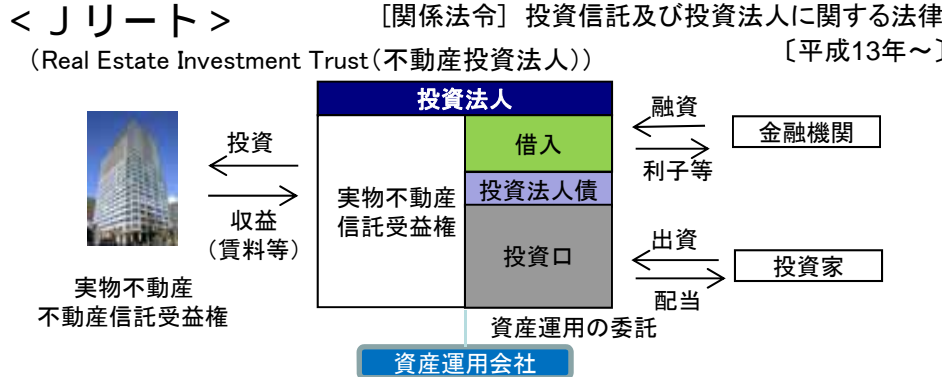 <Ｊリート>
［関係法令］ 投資信託及び投資法人に関する法律
（Real Estate Investment Trust（不動産投資法人））
〔平成13年～〕
投資法人
投資
収益
（賃料等）
実物不動産
不動産信託受益権
実物不動産
信託受益権
借入
投資法人債
投資口
融資
利子等
金融機関
出資
配当
投資家
資産運用の委託
資産運用会社